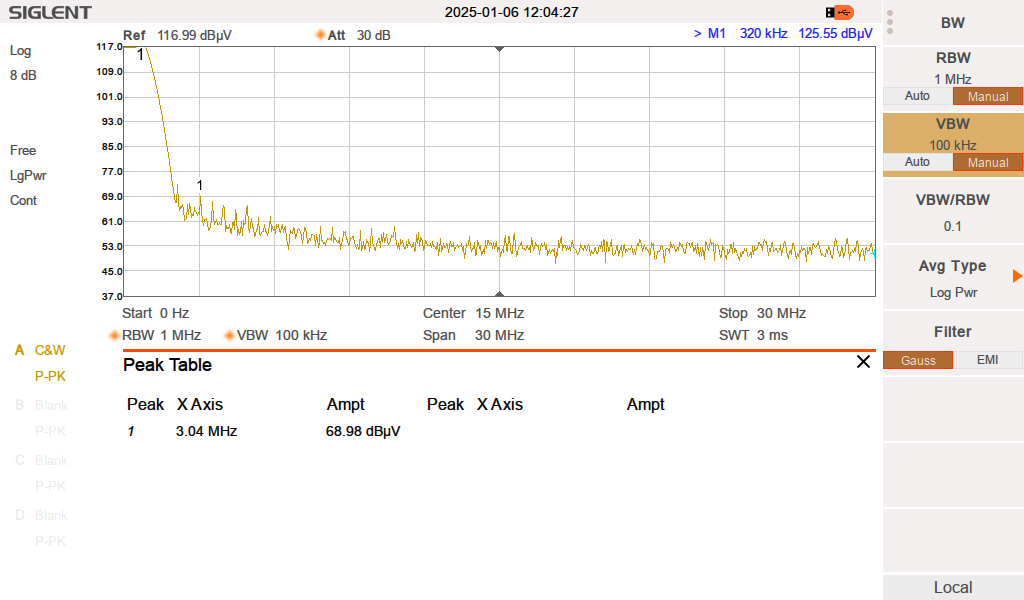 SIGLENT 2025-01-06 12:04:27
Ref 116.99 dBµV Att 30 dB > M1 320 kHz 125.55 dBµV
Log
8 dB
Free
LgPwr
Cont
117.0
109.0
101.0
93.0
85.0
77.0
69.0
61.0
53.0
45.0
37.0
1
1
Start 0 Hz Center 15 MHz Stop 30 MHz
RBW 1 MHz VBW 100 kHz Span 30 MHz SWT 3 ms
A C&W
P-PK
B Blank
P-PK
C Blank
P-PK
D Blank
P-PK
Peak Table
Peak X Axis Ampt Peak X Axis Ampt
1 3.04 MHz 68.98 dBµV
BW
RBW
1 MHz
Auto Manual
VBW
100 kHz
Auto Manual
VBW/RBW
0.1
Avg Type
Log Pwr
Filter
Gauss EMI
Local